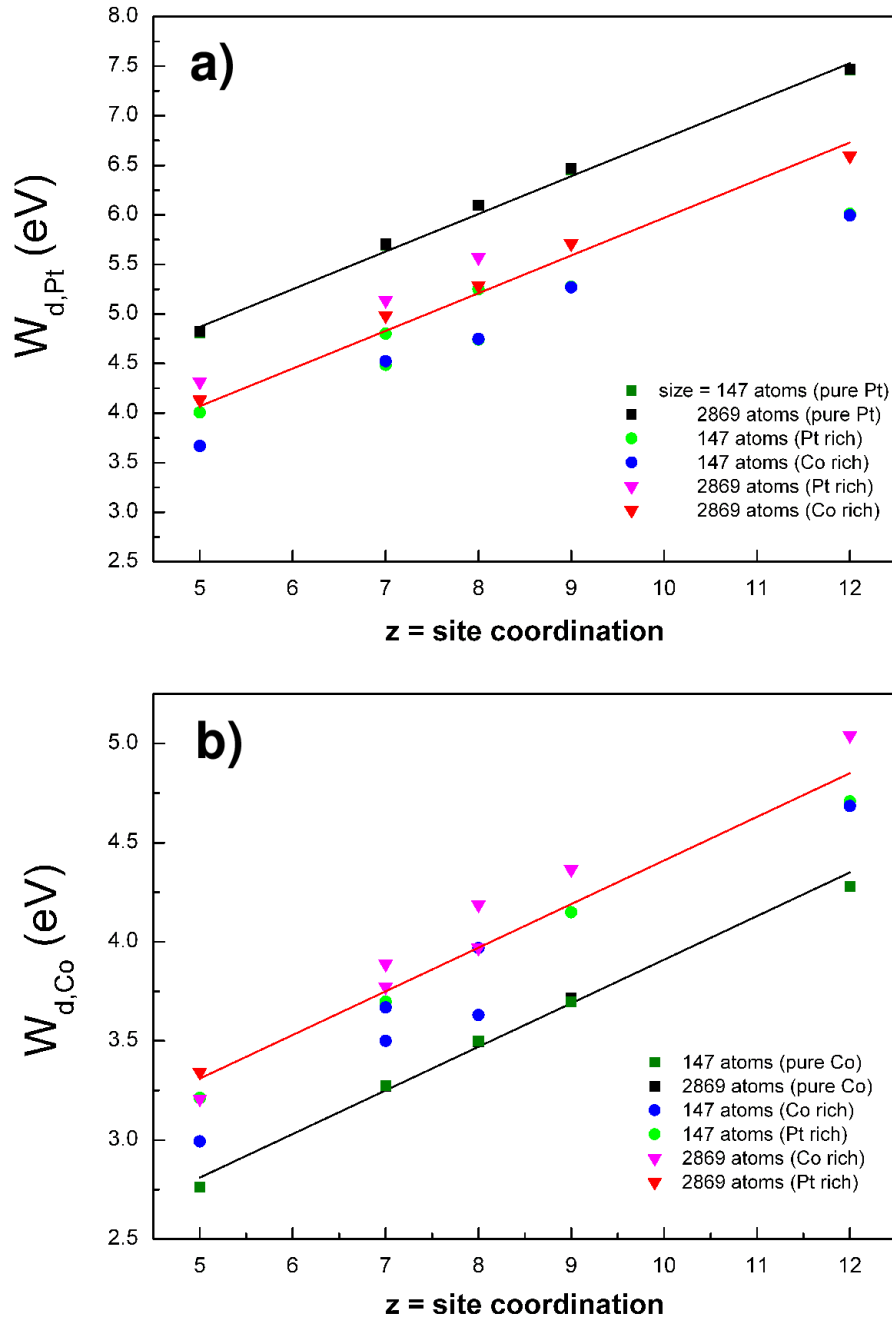 a)
8.0
7.5
7.0
6.5
6.0
5.5
5.0
4.5
4.0
3.5
3.0
2.5
W_d,Pt (eV)
size = 147 atoms (pure Pt)
2869 atoms (pure Pt)
147 atoms (Pt rich)
147 atoms (Co rich)
2869 atoms (Pt rich)
2869 atoms (Co rich)
5 6 7 8 9 10 11 12
z = site coordination
b)
5.0
4.5
4.0
3.5
3.0
2.5
W_d,Co (eV)
147 atoms (pure Co)
2869 atoms (pure Co)
147 atoms (Co rich)
147 atoms (Pt rich)
2869 atoms (Co rich)
2869 atoms (Pt rich)
5 6 7 8 9 10 11 12
z = site coordination